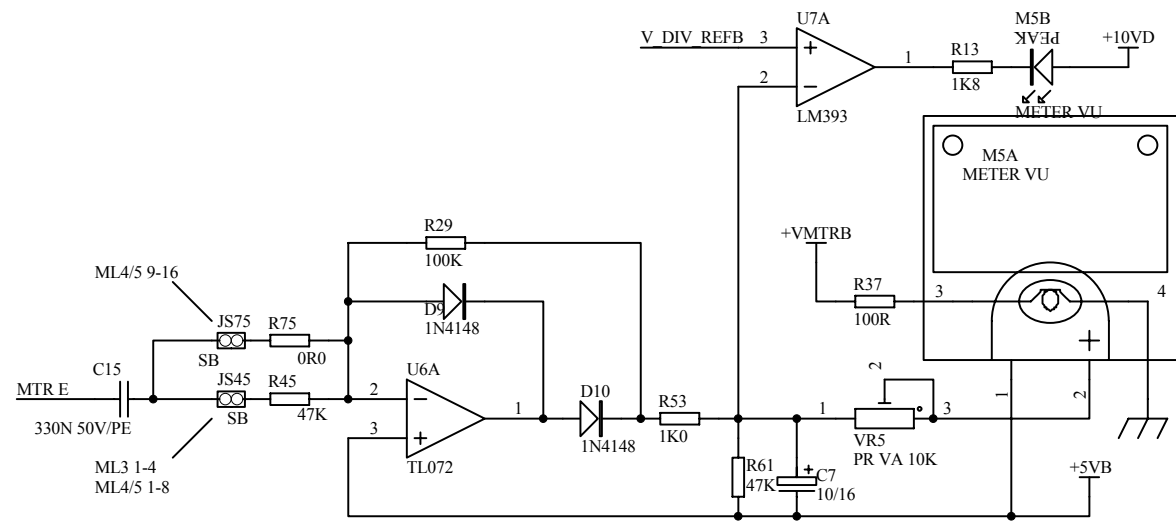 U7A
M5B
PEAK
V_DIV_REFB
3
+
1
R13
1K8
+10VD
2
−
LM393
METER VU
M5A
METER VU
R29
100K
+VMTRB
ML4/5 9-16
D9
1N4148
R37
100R
3
4
JS75
R75
SB
0R0
C15
JS45
R45
U6A
D10
MTR E
330N 50V/PE
SB
47K
2
−
1
1N4148
R53
1K0
2
1
3
+
1
2
3
+
TL072
VR5
PR VA 10K
ML3 1-4
ML4/5 1-8
R61
47K
+
C7
10/16
+5VB